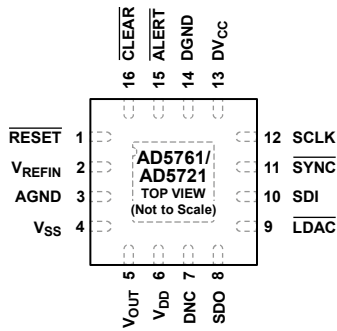 CLEAR
ALERT
DGND
DVCC
16
15
14
13
RESET 1
VREFIN 2
AGND 3
VSS 4
AD5761/
AD5721
TOP VIEW
(Not to Scale)
12 SCLK
11 SYNC
10 SDI
9 LDAC
5
6
7
8
VOUT
VDD
DNC
SDO